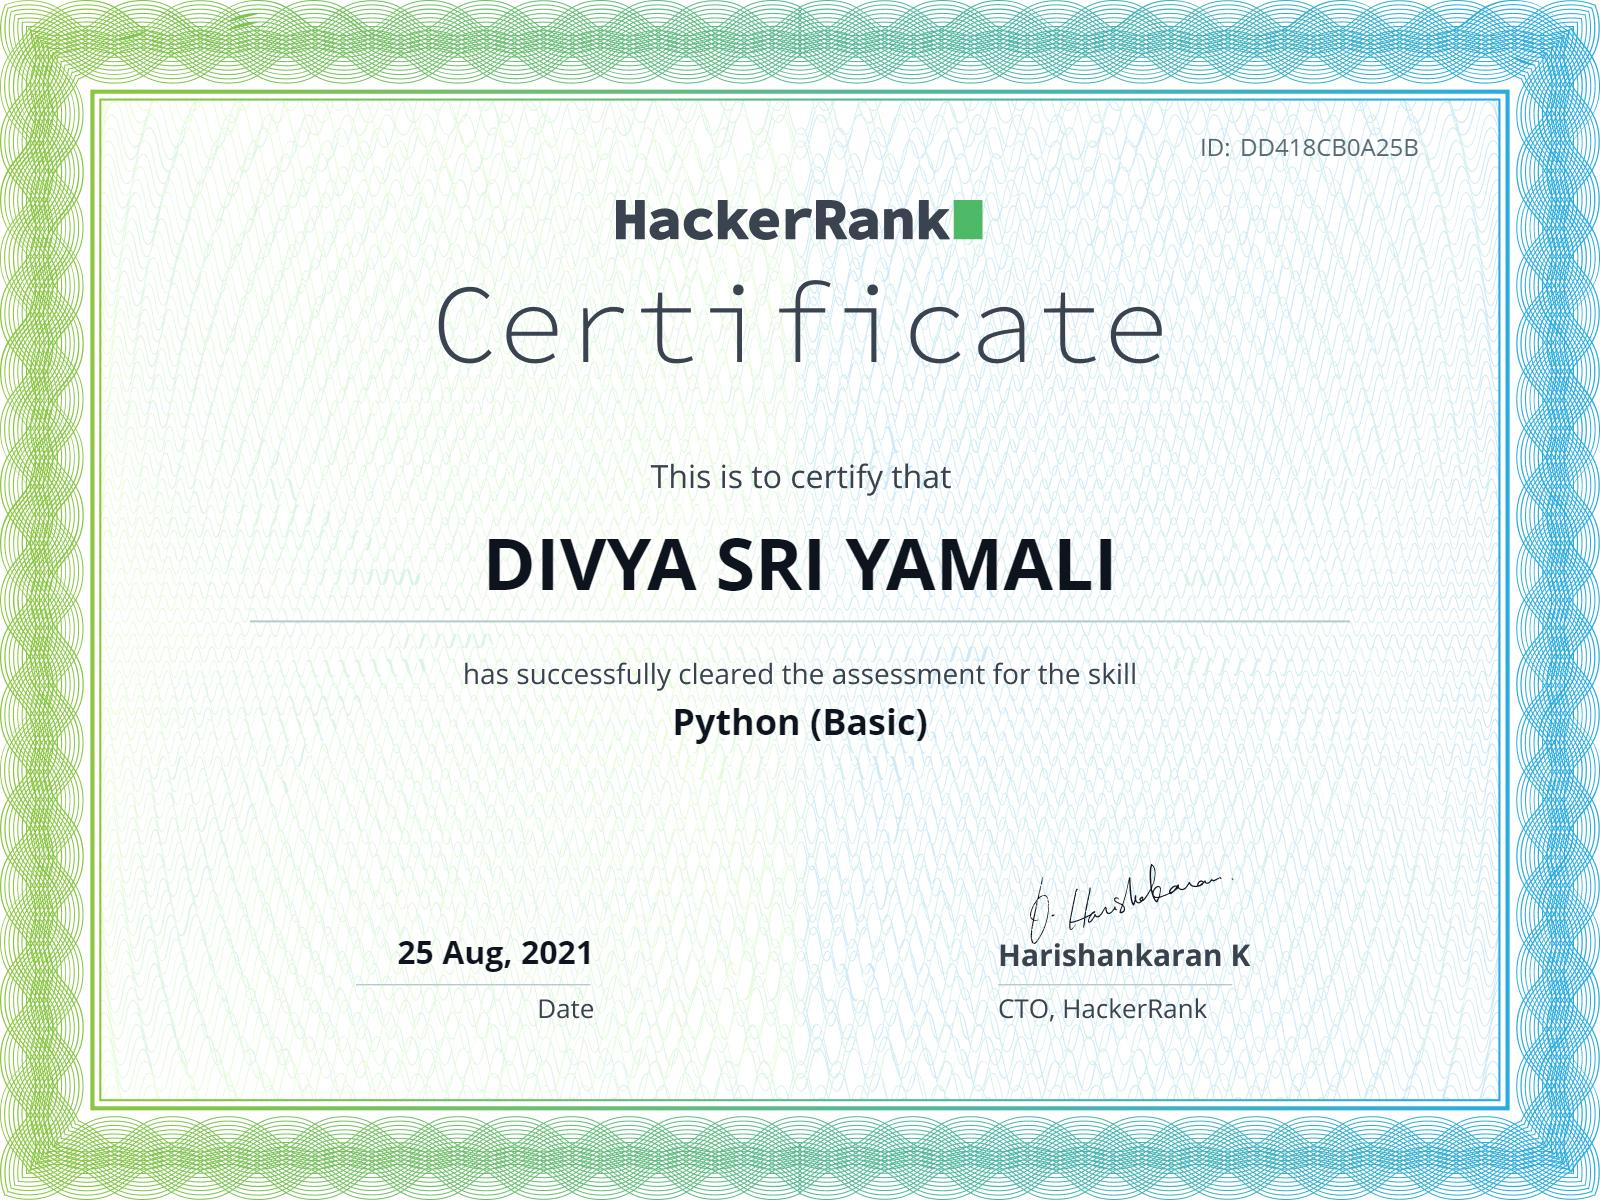 ID: DD418CB0A25B
HackerRank
Certificate
This is to certify that
DIVYA SRI YAMALI
has successfully cleared the assessment for the skill
Python (Basic)
25 Aug, 2021
Date
Harishankaran K
CTO, HackerRank